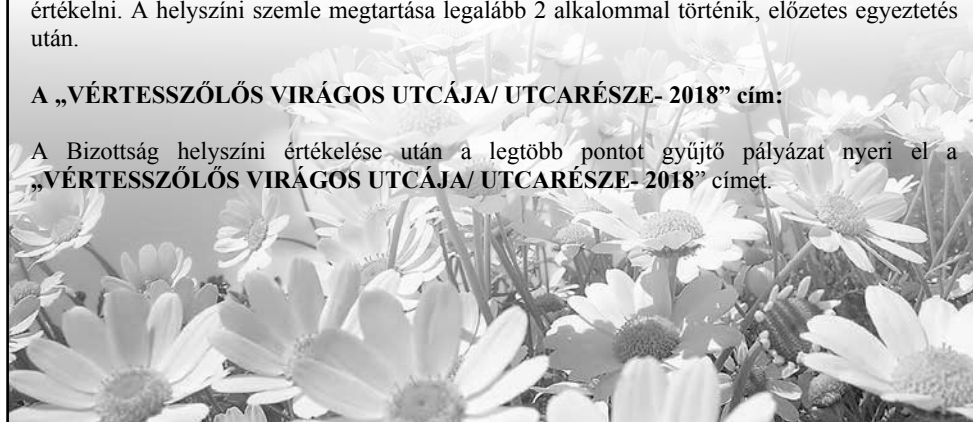 értékelni. A helyszíni szemle megtartása legalább 2 alkalommal történik, előzetes egyeztetés
után.
A „VÉRTESSZŐLŐS VIRÁGOS UTCÁJA/ UTCARÉSZE- 2018” cím:
A Bizottság helyszíni értékelése után a legtöbb pontot gyűjtő pályázat nyeri el a
„VÉRTESSZŐLŐS VIRÁGOS UTCÁJA/ UTCARÉSZE- 2018” címet.